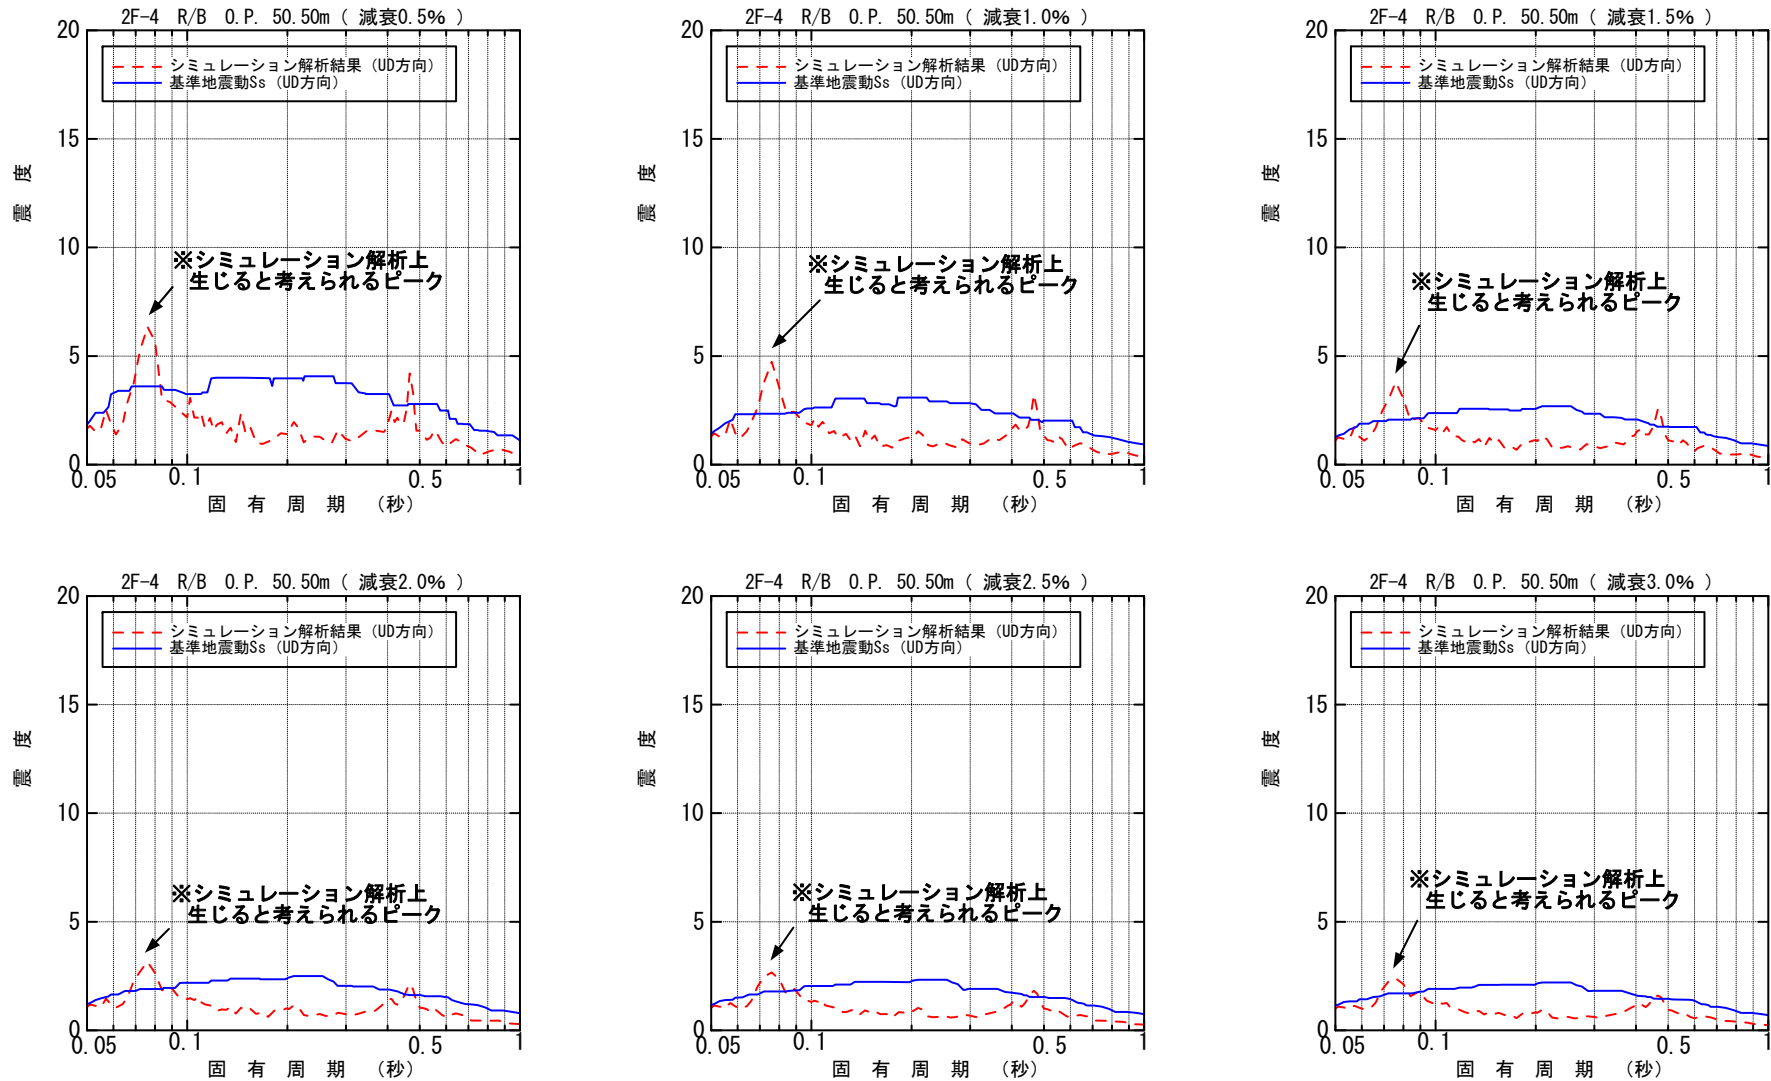 2F-4 R/B O.P. 50.50m ( 減衰0.5% )
20
15
10
5
0
震 度
シミュレーション解析結果 (UD方向)
基準地震動Ss (UD方向)
※シミュレーション解析上
生じると考えられるピーク
0.05 0.1 0.5 1
固 有 周 期 (秒)
2F-4 R/B O.P. 50.50m ( 減衰1.0% )
20
15
10
5
0
震 度
シミュレーション解析結果 (UD方向)
基準地震動Ss (UD方向)
※シミュレーション解析上
生じると考えられるピーク
0.05 0.1 0.5 1
固 有 周 期 (秒)
2F-4 R/B O.P. 50.50m ( 減衰1.5% )
20
15
10
5
0
震 度
シミュレーション解析結果 (UD方向)
基準地震動Ss (UD方向)
※シミュレーション解析上
生じると考えられるピーク
0.05 0.1 0.5 1
固 有 周 期 (秒)
2F-4 R/B O.P. 50.50m ( 減衰2.0% )
20
15
10
5
0
震 度
シミュレーション解析結果 (UD方向)
基準地震動Ss (UD方向)
※シミュレーション解析上
生じると考えられるピーク
0.05 0.1 0.5 1
固 有 周 期 (秒)
2F-4 R/B O.P. 50.50m ( 減衰2.5% )
20
15
10
5
0
震 度
シミュレーション解析結果 (UD方向)
基準地震動Ss (UD方向)
※シミュレーション解析上
生じると考えられるピーク
0.05 0.1 0.5 1
固 有 周 期 (秒)
2F-4 R/B O.P. 50.50m ( 減衰3.0% )
20
15
10
5
0
震 度
シミュレーション解析結果 (UD方向)
基準地震動Ss (UD方向)
※シミュレーション解析上
生じると考えられるピーク
0.05 0.1 0.5 1
固 有 周 期 (秒)